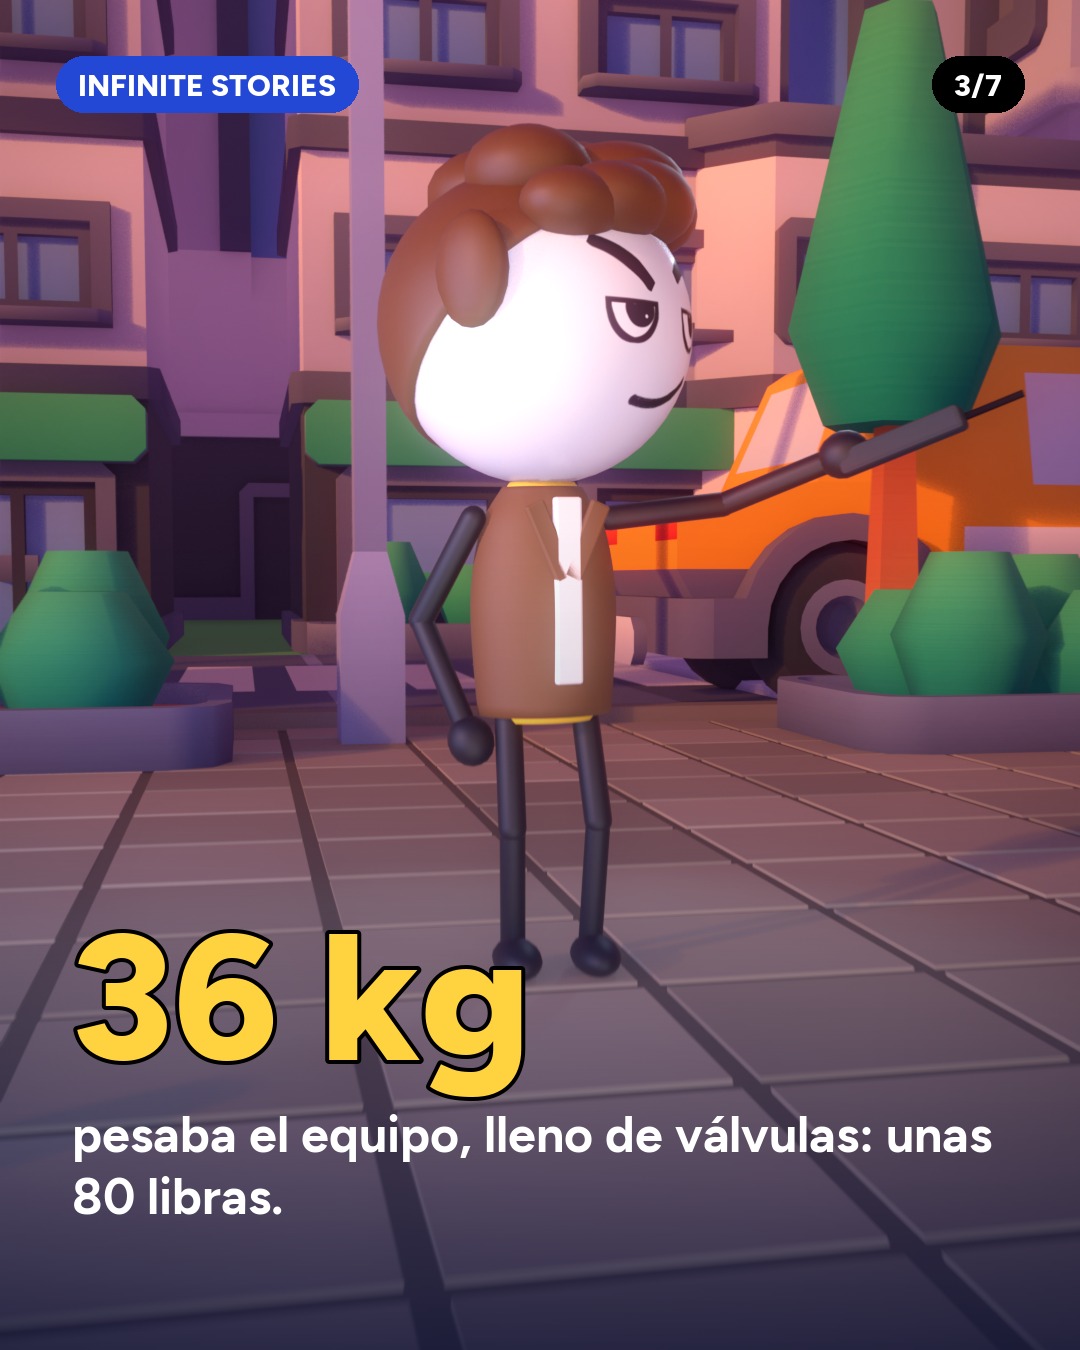 INFINITE STORIES
3/7
36 kg
pesaba el equipo, lleno de válvulas: unas
80 libras.